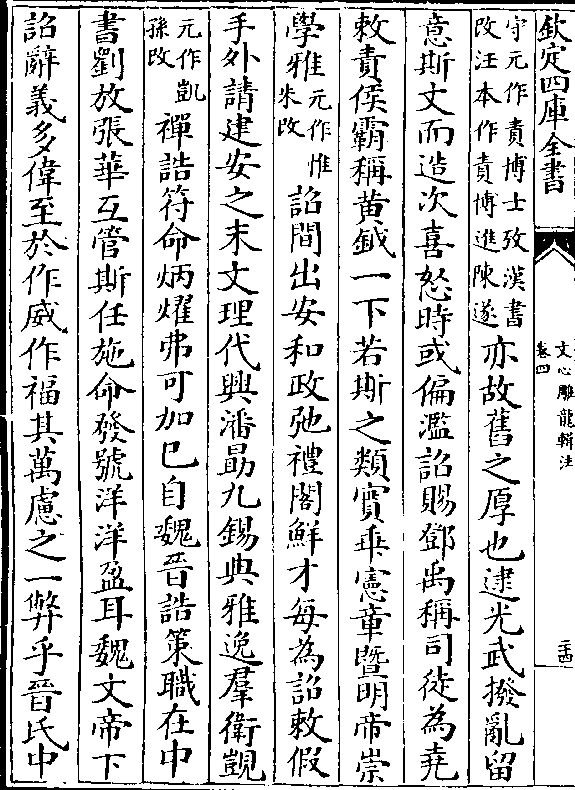 欽定四庫全書
文心雕龍輯注
卷四
二十四
守元作責博士攷漢書
改汪本作責博進陳遂亦故舊之厚也逮光武撥亂留
意斯文而造次喜怒時或偏濫詔賜鄧禹稱司徒為堯
敕責侯霸稱黄鉞一下若斯之類實乖憲章暨明帝崇
學雅元作惟
朱改詔間出安和政弛禮閣鮮才每為詔敕假
手外請建安之末文理代興潘勗九錫典雅逸羣衛覬
元作凱
孫改禪誥符命炳燿弗可加已自魏晉誥策職在中
書劉放張華互管斯任施命發號洋洋盈耳魏文帝下
詔辭義多偉至於作威作福其萬慮之一弊乎晉氏中